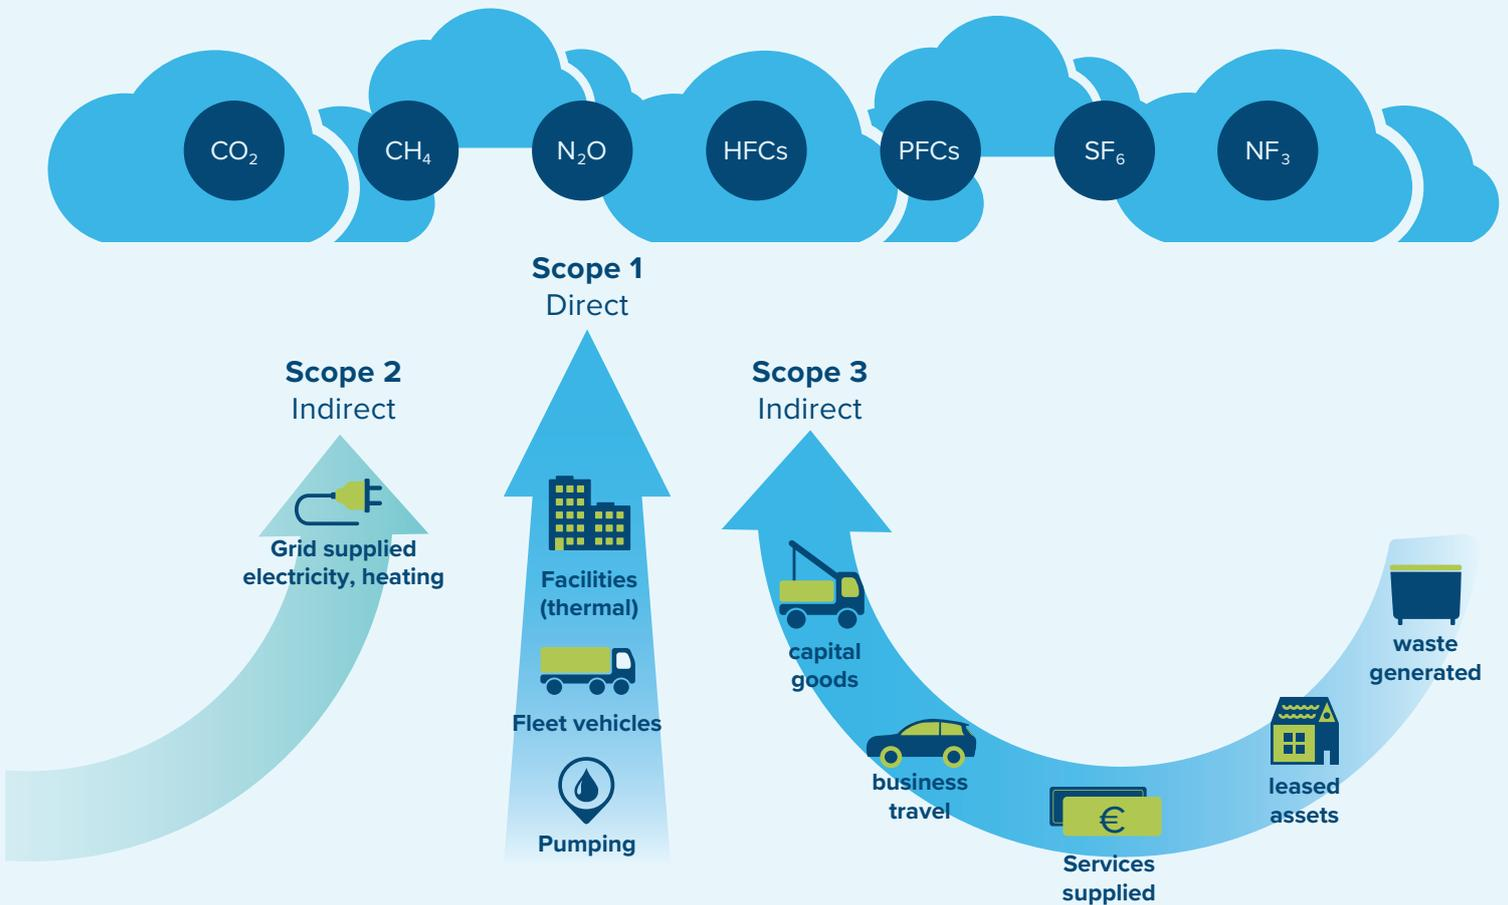 CO₂
CH₄
N₂O
HFCs
PFCs
SF₆
NF₃
Scope 1
Direct
Scope 2
Indirect
Scope 3
Indirect
Grid supplied
electricity, heating
Facilities
(thermal)
Fleet vehicles
Pumping
capital
goods
business
travel
€
Services
supplied
leased
assets
waste
generated